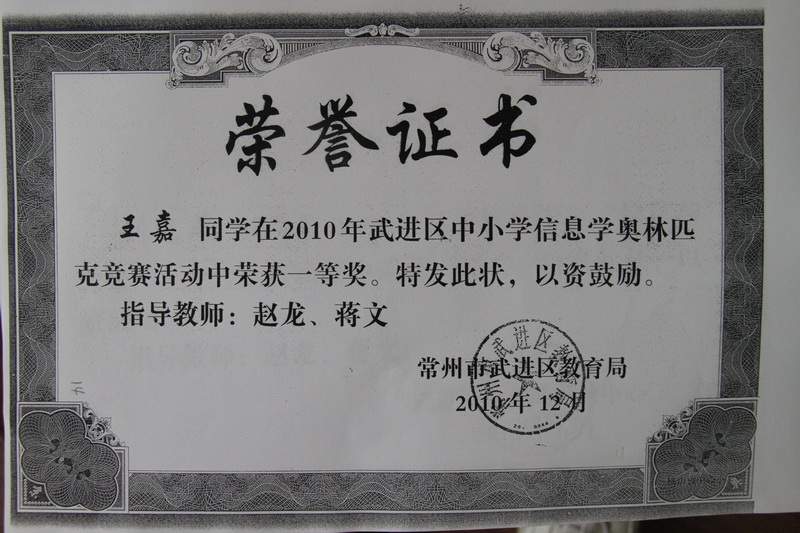 荣誉证书
王嘉 同学在2010年武进区中小学信息学奥林匹
克竞赛活动中荣获一等奖。特发此状，以资鼓励。
指导教师：赵龙、蒋文
常州市武进区教育局
2010年12月